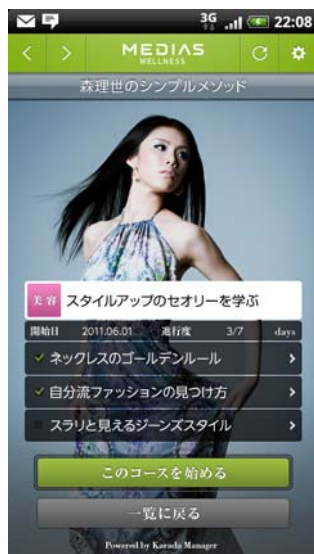 3G 22:08
MEDIAS
WELLNESS
森理世のシンプルメソッド
美容 スタイルアップのセオリーを学ぶ
開始日 2011.06.01 進行度 3/7 days
ネックレスのゴールデンルール
自分流ファッションの見つけ方
スラリと見えるジーンズスタイル
このコースを始める
一覧に戻る
Powered by Karada Manager